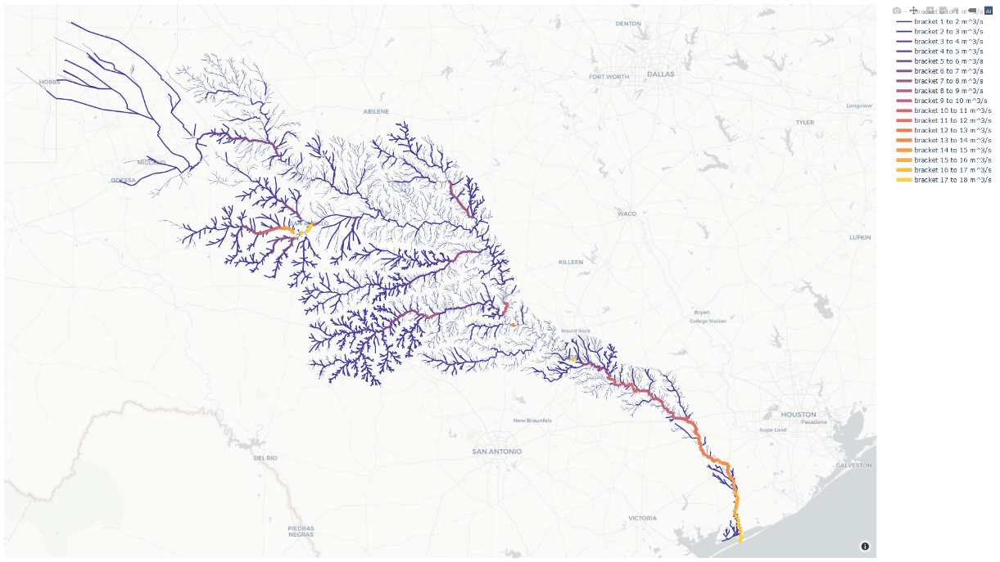 DENTON
DALLAS
FORT WORTH
HOBBS
Longview
ABILENE
TYLER
MIDLAND
ODESSA
WACO
SAN ANGELO
LUFKIN
KILLEEN
Bryan
College Station
Round Rock
HOUSTON
New Braunfels
Pasadena
Sugar Land
SAN ANTONIO
DEL RIO
GALVESTON
VICTORIA
PIEDRAS
NEGRAS
bracket 1 to 2 m^3/s
bracket 2 to 3 m^3/s
bracket 3 to 4 m^3/s
bracket 4 to 5 m^3/s
bracket 5 to 6 m^3/s
bracket 6 to 7 m^3/s
bracket 7 to 8 m^3/s
bracket 8 to 9 m^3/s
bracket 9 to 10 m^3/s
bracket 10 to 11 m^3/s
bracket 11 to 12 m^3/s
bracket 12 to 13 m^3/s
bracket 13 to 14 m^3/s
bracket 14 to 15 m^3/s
bracket 15 to 16 m^3/s
bracket 16 to 17 m^3/s
bracket 17 to 18 m^3/s